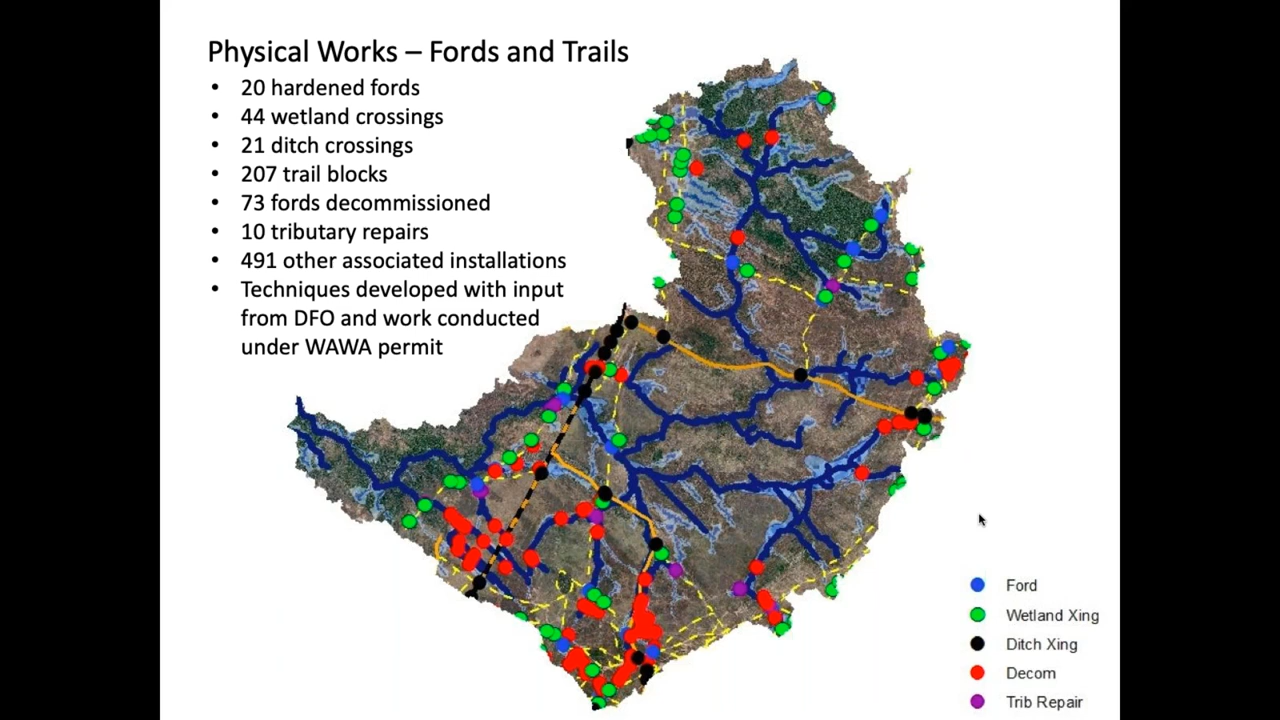 Physical Works – Fords and Trails
• 20 hardened fords
• 44 wetland crossings
• 21 ditch crossings
• 207 trail blocks
• 73 fords decommissioned
• 10 tributary repairs
• 491 other associated installations
• Techniques developed with input
from DFO and work conducted
under WAWA permit
Ford
Wetland Xing
Ditch Xing
Decom
Trib Repair